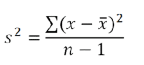 s² = Σ(x − x̄)² / n − 1